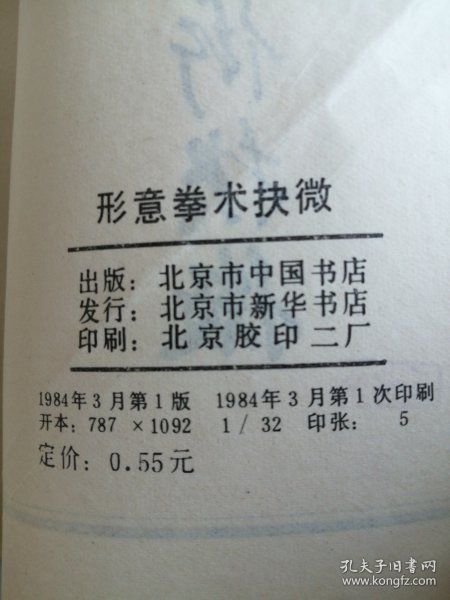 形意拳术抉微
出版：北京市中国书店
发行：北京市新华书店
印刷：北京胶印二厂
1984年3月第1版 1984年3月第1次印刷
开本：787×1092 1/32 印张：5
定价：0.55元
孔夫子旧书网
www.kongfz.com